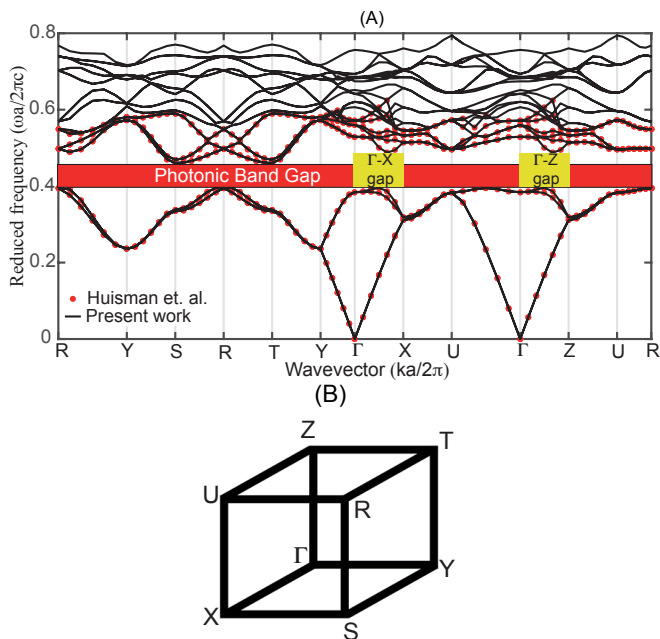 (A)
Reduced frequency (ωa/2πc)
0.8
0.6
0.4
0.2
0
Photonic Band Gap
Γ-X
gap
Γ-Z
gap
Huisman et. al.
Present work
R Y S R T Y Γ X U Γ Z U R
Wavevector (ka/2π)
(B)
Z
T
U
R
Γ
Y
X
S